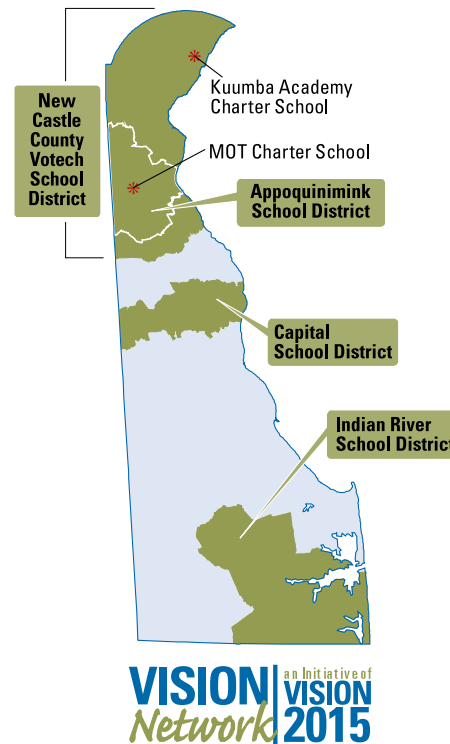 Kuumba Academy
Charter School
New
Castle
County
Votech
School
District
MOT Charter School
Appoquinimink
School District
Capital
School District
Indian River
School District
VISION
Network
an Initiative of
VISION
2015